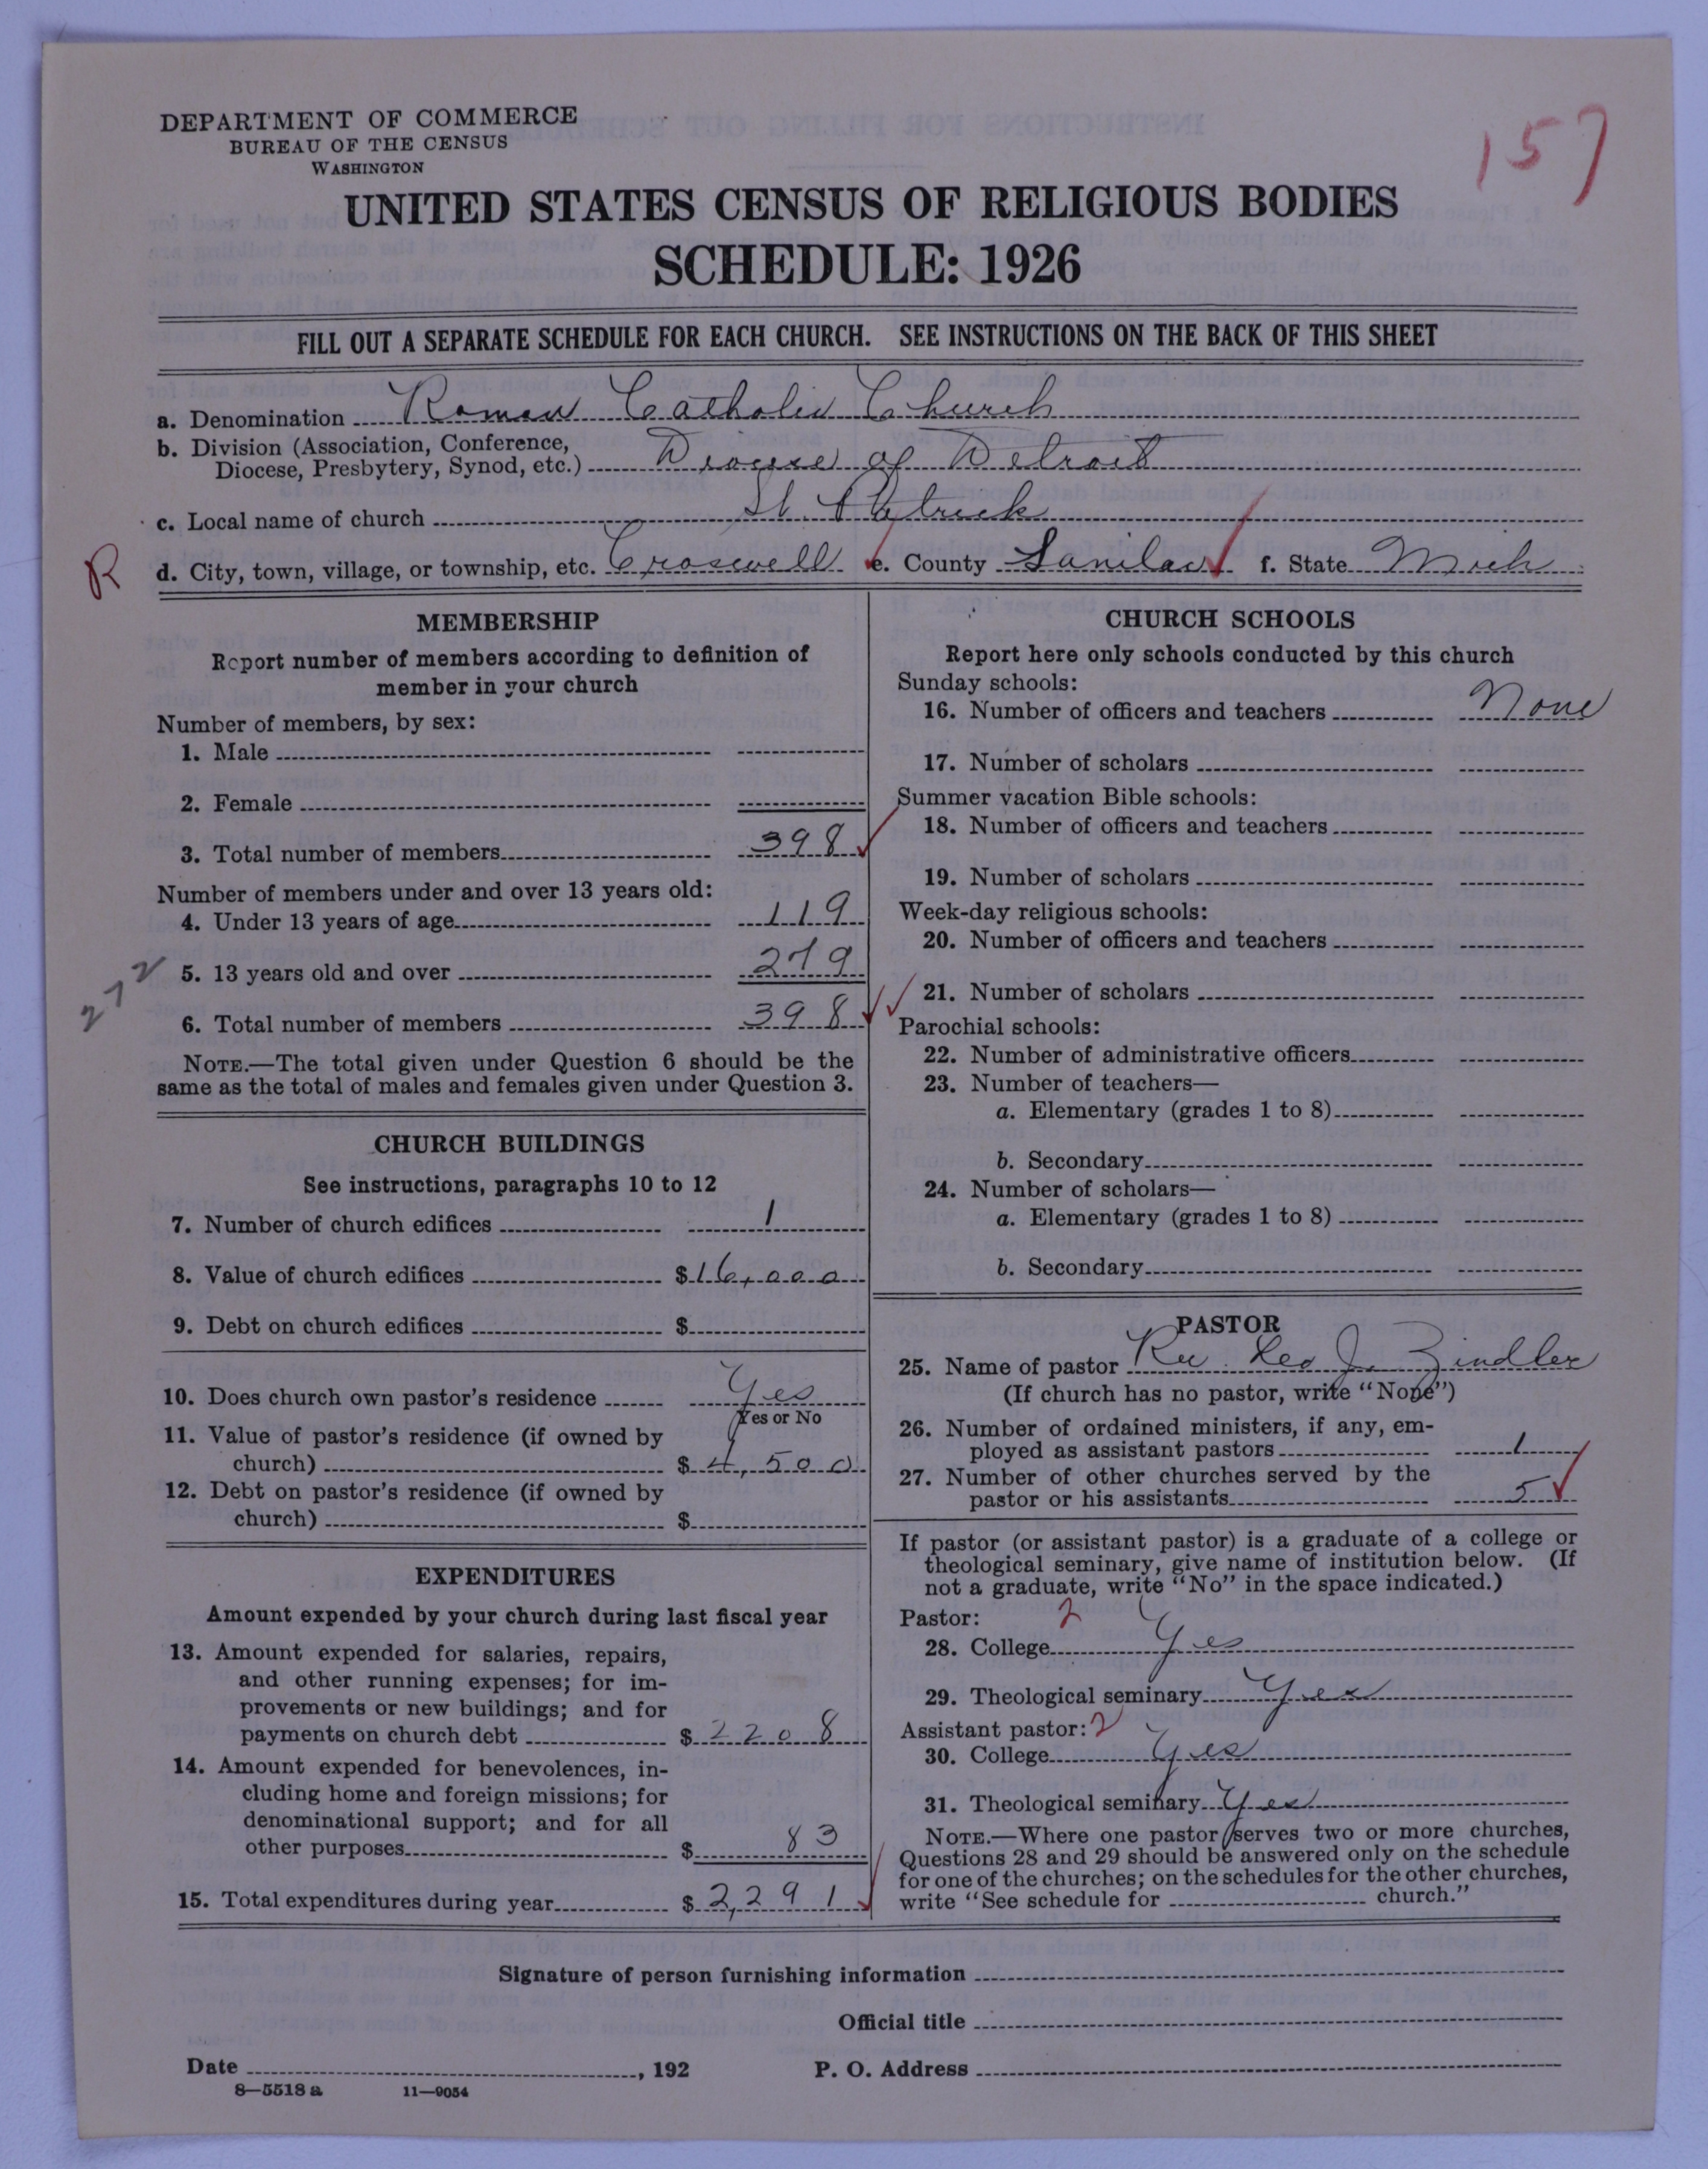 DEPARTMENT OF COMMERCE
BUREAU OF THE CENSUS
WASHINGTON
157
UNITED STATES CENSUS OF RELIGIOUS BODIES
SCHEDULE: 1926
FILL OUT A SEPARATE SCHEDULE FOR EACH CHURCH. SEE INSTRUCTIONS ON THE BACK OF THIS SHEET
a. Denomination Roman Catholic Church
b. Division (Association, Conference,
Diocese, Presbytery, Synod, etc.) Diocese of Detroit
c. Local name of church St. Patrick
R d. City, town, village, or township, etc. Croswell e. County Sanilac f. State Mich
MEMBERSHIP
Report number of members according to definition of
member in your church
Number of members, by sex:
1. Male
2. Female
3. Total number of members 398
Number of members under and over 13 years old:
4. Under 13 years of age 119
272 5. 13 years old and over 279
6. Total number of members 398
NOTE.—The total given under Question 6 should be the
same as the total of males and females given under Question 3.
CHURCH BUILDINGS
See instructions, paragraphs 10 to 12
7. Number of church edifices 1
8. Value of church edifices $16,000
9. Debt on church edifices $
10. Does church own pastor's residence Yes
Yes or No
11. Value of pastor's residence (if owned by
church) $4,500
12. Debt on pastor's residence (if owned by
church) $
EXPENDITURES
Amount expended by your church during last fiscal year
13. Amount expended for salaries, repairs,
and other running expenses; for im-
provements or new buildings; and for
payments on church debt $2208
14. Amount expended for benevolences, in-
cluding home and foreign missions; for
denominational support; and for all
other purposes $83
15. Total expenditures during year $2,291
CHURCH SCHOOLS
Report here only schools conducted by this church
Sunday schools:
16. Number of officers and teachers None
17. Number of scholars
Summer vacation Bible schools:
18. Number of officers and teachers
19. Number of scholars
Week-day religious schools:
20. Number of officers and teachers
21. Number of scholars
Parochial schools:
22. Number of administrative officers
23. Number of teachers—
a. Elementary (grades 1 to 8)
b. Secondary
24. Number of scholars—
a. Elementary (grades 1 to 8)
b. Secondary
PASTOR
25. Name of pastor Rev. Leo J. Zindler
(If church has no pastor, write "None")
26. Number of ordained ministers, if any, em-
ployed as assistant pastors 1
27. Number of other churches served by the
pastor or his assistants 5
If pastor (or assistant pastor) is a graduate of a college or
theological seminary, give name of institution below. (If
not a graduate, write "No" in the space indicated.)
Pastor: 2
28. College Yes
29. Theological seminary Yes
Assistant pastor: 2
30. College Yes
31. Theological seminary Yes
NOTE.—Where one pastor serves two or more churches,
Questions 28 and 29 should be answered only on the schedule
for one of the churches; on the schedules for the other churches,
write "See schedule for church."
Signature of person furnishing information
Official title
Date , 192 P. O. Address
8—5518 a 11—9054